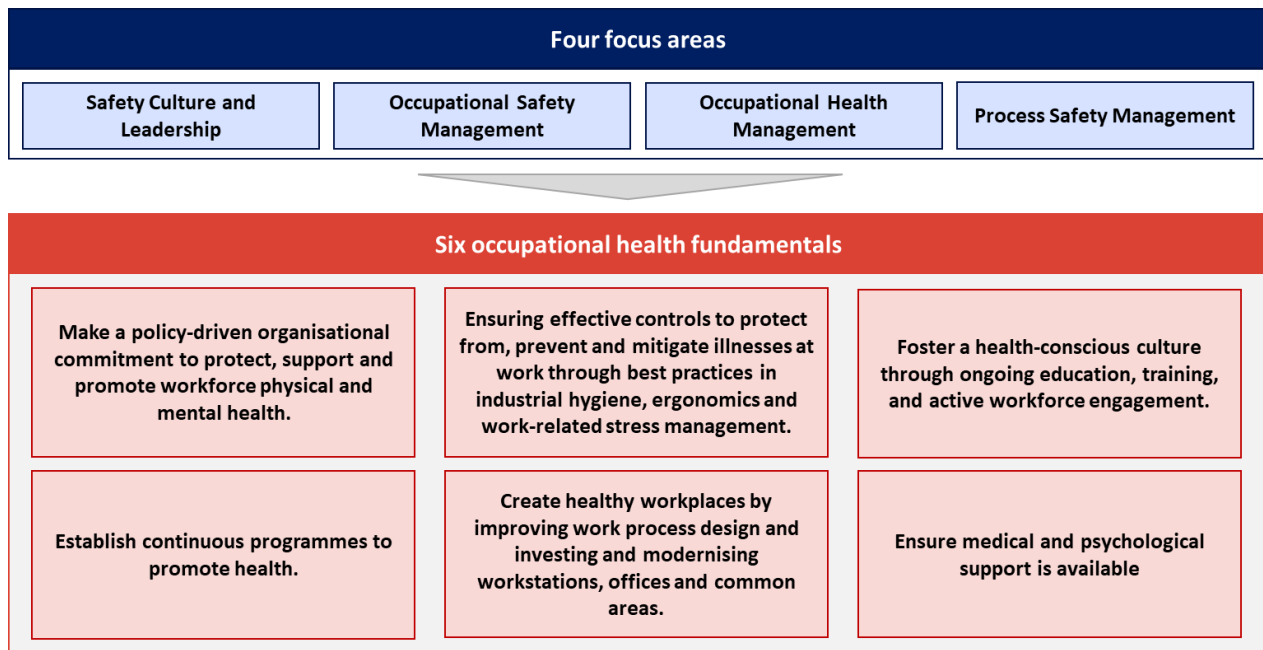 Four focus areas
Safety Culture and
Leadership
Occupational Safety
Management
Occupational Health
Management
Process Safety Management
Six occupational health fundamentals
Make a policy-driven organisational
commitment to protect, support and
promote workforce physical and
mental health.
Ensuring effective controls to protect
from, prevent and mitigate illnesses at
work through best practices in
industrial hygiene, ergonomics and
work-related stress management.
Foster a health-conscious culture
through ongoing education, training,
and active workforce engagement.
Establish continuous programmes to
promote health.
Create healthy workplaces by
improving work process design and
investing and modernising
workstations, offices and common
areas.
Ensure medical and psychological
support is available